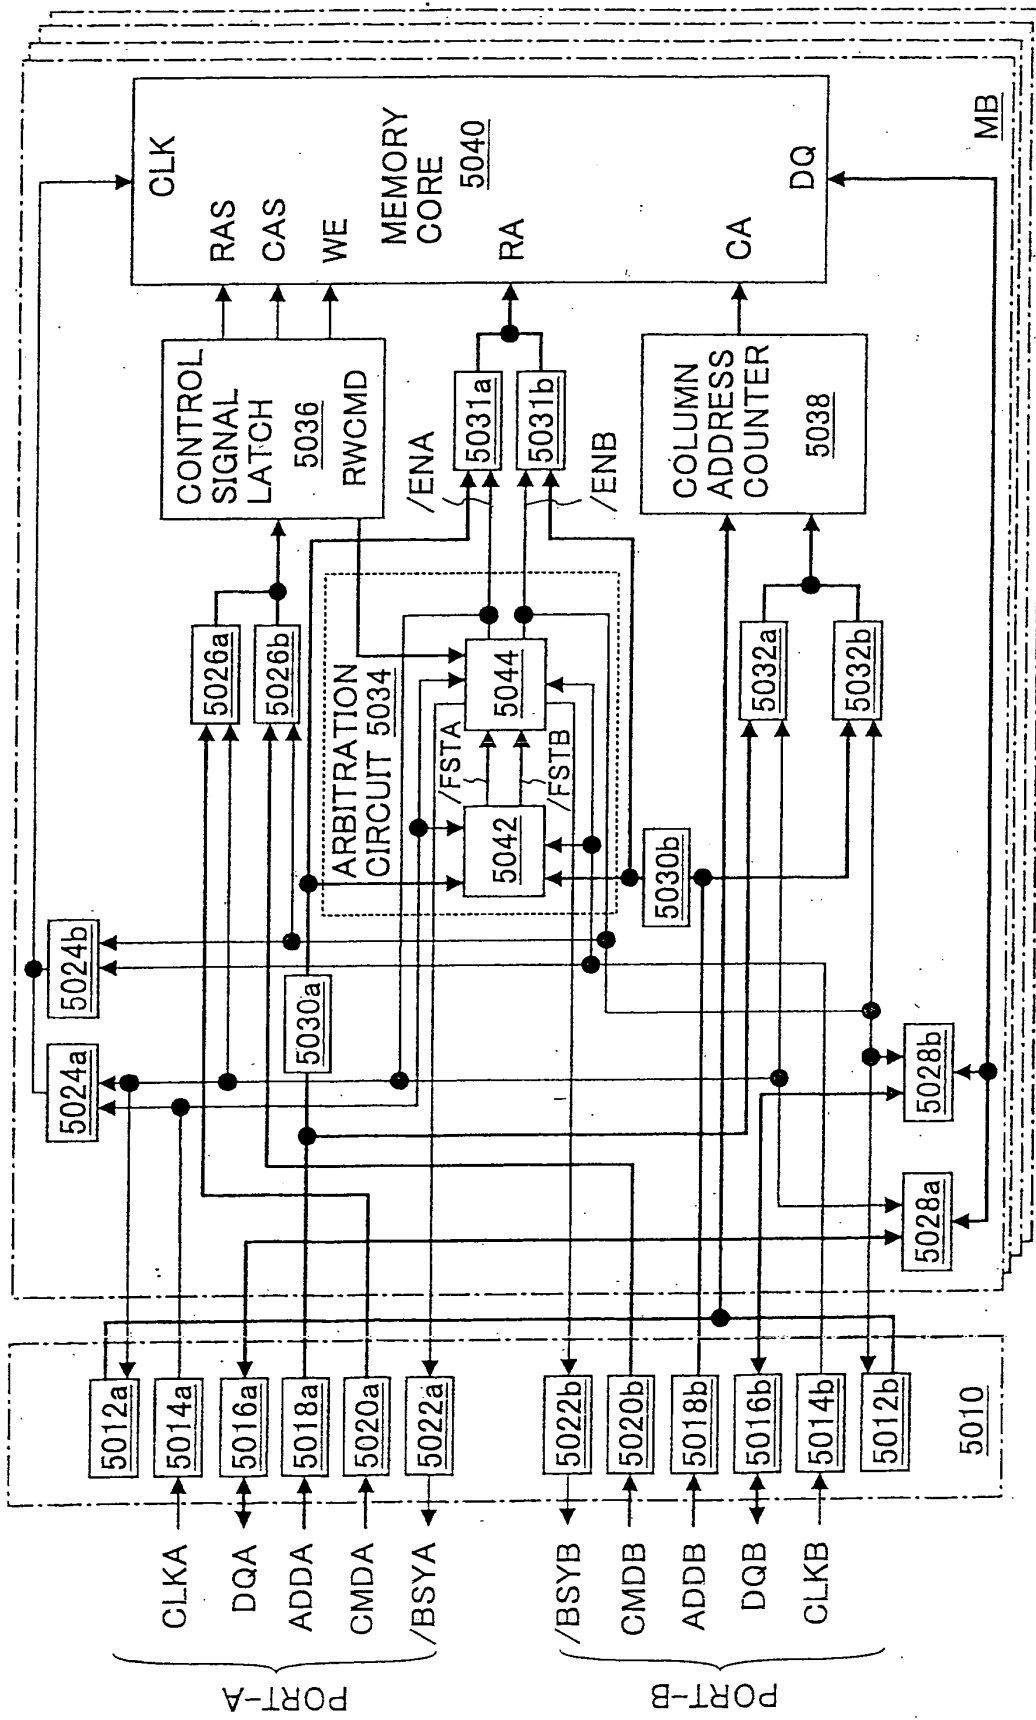 PORT-A
CLKA
DQA
ADDA
CMDA
/BSYA
PORT-B
/BSYB
CMDB
ADDB
DQB
CLKB
5012a
5014a
5016a
5018a
5020a
5022a
5022b
5020b
5018b
5016b
5014b
5012b
5010
5024a
5024b
5030a
5026a
5026b
CONTROL
SIGNAL
LATCH
5036
RWCMD
ARBITRATION
CIRCUIT 5034
/FSTA
/FSTB
5042
5044
/ENA
/ENB
5031a
5031b
5030b
5032a
5032b
5028a
5028b
COLUMN
ADDRESS
COUNTER
5038
CLK
RAS
CAS
WE
MEMORY
CORE
5040
RA
CA
DQ
MB